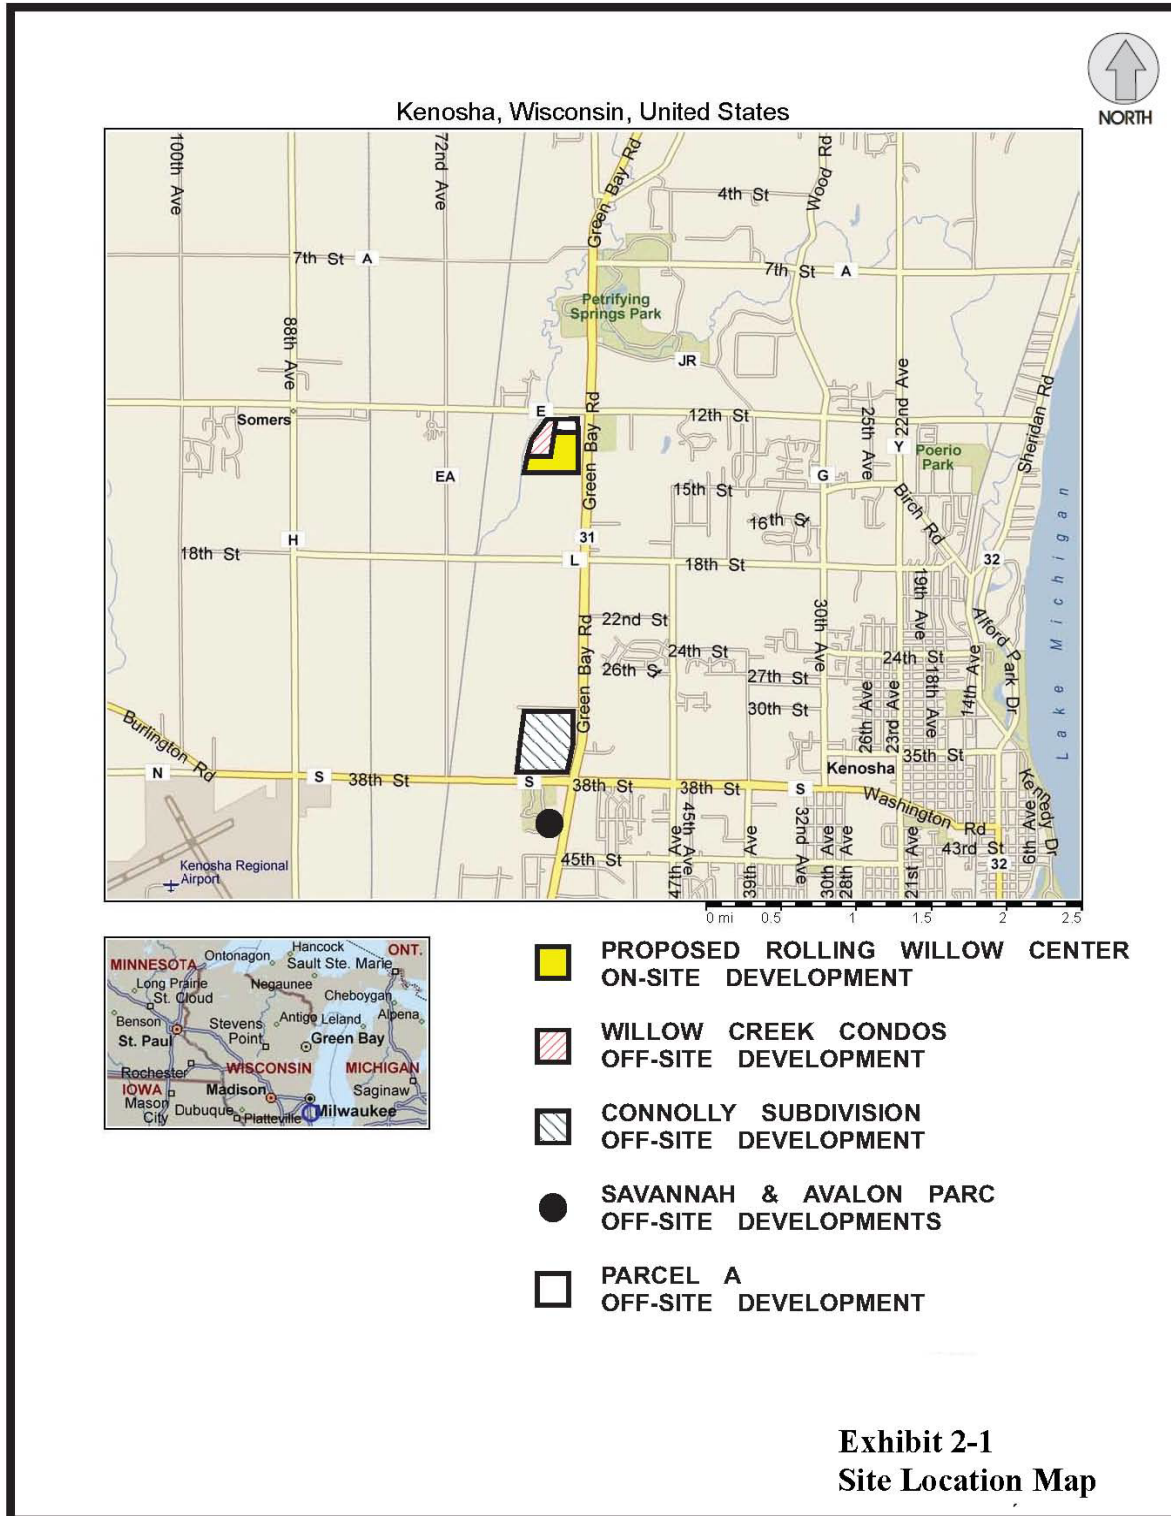 NORTH
Kenosha, Wisconsin, United States
100th Ave
72nd Ave
Green Bay Rd
Wood Rd
4th St
7th St
A
7th St
A
Petrifying
Springs Park
88th Ave
JR
22nd Ave
Sheridan Rd
E
12th St
25th Ave
Somers
Green Bay Rd
Y
Poerio
Park
EA
G
15th St
Birch Rd
16th St
Lake Michigan
H
31
18th St
L
18th St
32
19th Ave
30th Ave
22nd St
Alford Park Dr
Green Bay Rd
24th St
24th St
26th St
27th St
18th Ave
14th Ave
26th Ave
23rd Ave
30th St
Burlington Rd
35th St
Kenosha
N
S
38th St
S
38th St
38th St
S
Kennedy Dr
Washington Rd
6th Ave
45th Ave
32nd Ave
43rd St
45th St
47th Ave
39th Ave
30th Ave
28th Ave
21st Ave
32
Kenosha Regional
Airport
0 mi 0.5 1 1.5 2 2.5
Hancock
ONT.
Ontonagon
Sault Ste. Marie
MINNESOTA
Long Prairie
Negaunee
St. Cloud
Cheboygan
Benson
Stevens
Point
Antigo
Leland
Alpena
St. Paul
Green Bay
Rochester
WISCONSIN
MICHIGAN
IOWA
Madison
Saginaw
Mason
City
Dubuque
Platteville
Milwaukee
PROPOSED ROLLING WILLOW CENTER
ON-SITE DEVELOPMENT
WILLOW CREEK CONDOS
OFF-SITE DEVELOPMENT
CONNOLLY SUBDIVISION
OFF-SITE DEVELOPMENT
SAVANNAH & AVALON PARC
OFF-SITE DEVELOPMENTS
PARCEL A
OFF-SITE DEVELOPMENT
Exhibit 2-1
Site Location Map